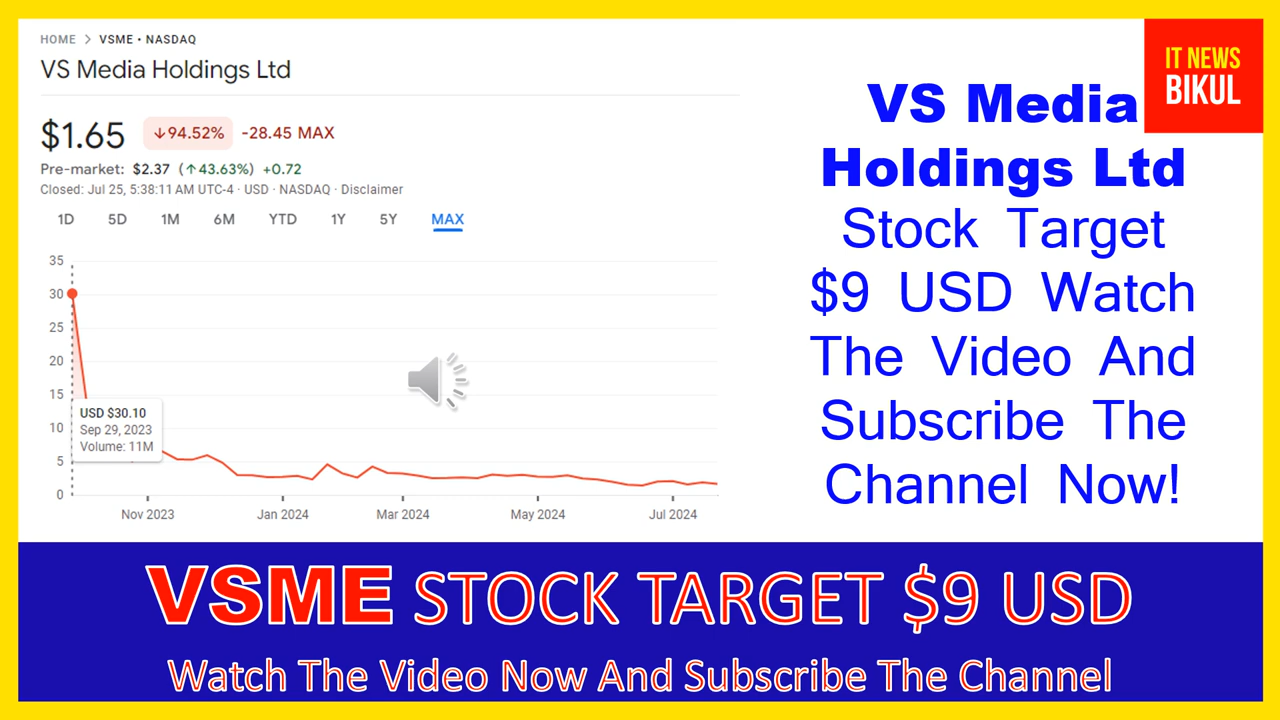 HOME > VSME • NASDAQ
VS Media Holdings Ltd
$1.65 ↓94.52% -28.45 MAX
Pre-market: $2.37 (↑43.63%) +0.72
Closed: Jul 25, 5:38:11 AM UTC-4 · USD · NASDAQ · Disclaimer
1D 5D 1M 6M YTD 1Y 5Y MAX
35
30
25
20
15
10
5
0
USD $30.10
Sep 29, 2023
Volume: 11M
Nov 2023 Jan 2024 Mar 2024 May 2024 Jul 2024
IT NEWS
BIKUL
VS Media
Holdings Ltd
Stock Target
$9 USD Watch
The Video And
Subscribe The
Channel Now!
VSME STOCK TARGET $9 USD
Watch The Video Now And Subscribe The Channel